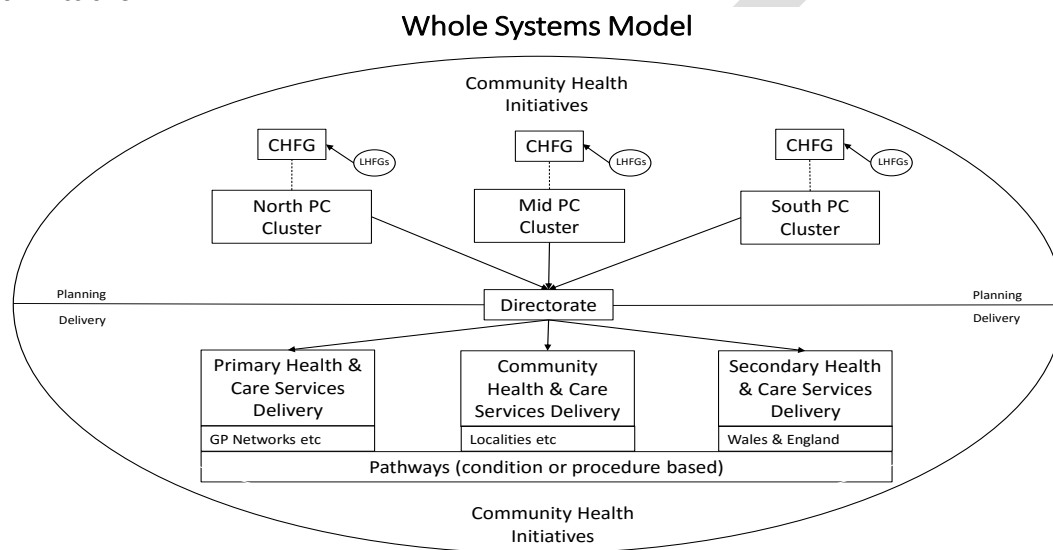 Whole Systems Model
Community Health
Initiatives
CHFG
LHFGs
CHFG
LHFGs
CHFG
LHFGs
North PC
Cluster
Mid PC
Cluster
South PC
Cluster
Planning
Directorate
Planning
Delivery
Delivery
Primary Health &
Care Services
Delivery
Community
Health & Care
Services Delivery
Secondary Health
& Care Services
Delivery
GP Networks etc
Localities etc
Wales & England
Pathways (condition or procedure based)
Community Health
Initiatives